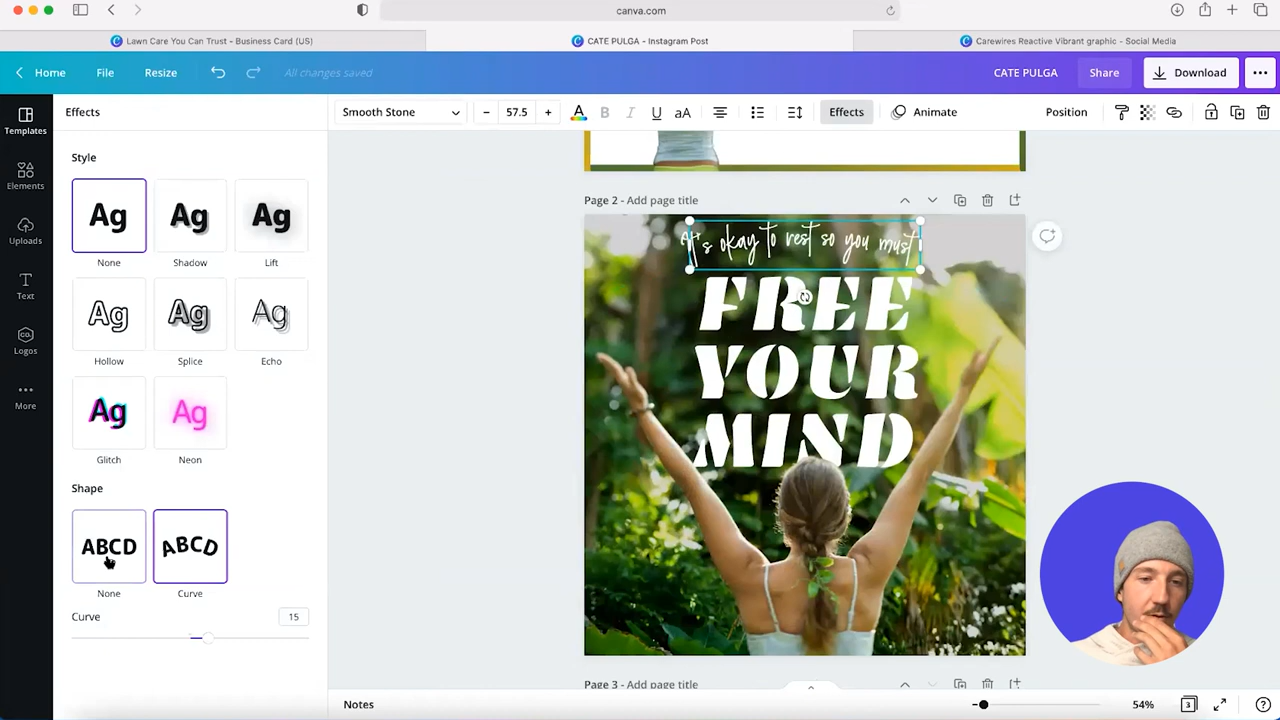 canva.com
Lawn Care You Can Trust - Business Card (US)
CATE PULGA - Instagram Post
Carewires Reactive Vibrant graphic - Social Media
Home
File
Resize
All changes saved
CATE PULGA
Share
Download
Templates
Elements
Uploads
Text
Logos
More
Effects
Smooth Stone
57.5
A
B
I
U
aA
Effects
Animate
Position
Style
Ag
Ag
Ag
None
Shadow
Lift
Ag
Ag
Ag
Hollow
Splice
Echo
Ag
Ag
Glitch
Neon
Shape
ABCD
ABCD
None
Curve
Curve
15
Page 2 - Add page title
It's okay to rest so you must
FREE
YOUR
MIND
Page 3 - Add page title
Notes
54%
3